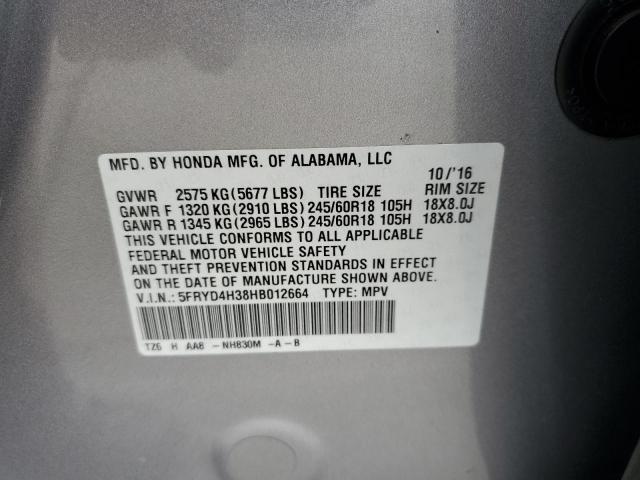 MFD. BY HONDA MFG. OF ALABAMA, LLC
10/'16
GVWR 2575 KG(5677 LBS) TIRE SIZE RIM SIZE
GAWR F 1320 KG(2910 LBS) 245/60R18 105H 18X8.0J
GAWR R 1345 KG(2965 LBS) 245/60R18 105H 18X8.0J
THIS VEHICLE CONFORMS TO ALL APPLICABLE
FEDERAL MOTOR VEHICLE SAFETY
AND THEFT PREVENTION STANDARDS IN EFFECT
ON THE DATE OF MANUFACTURE SHOWN ABOVE.
V.I.N.: 5FRYD4H38HB012664 TYPE: MPV
TZ6 H AA8 -NH830M -A-B